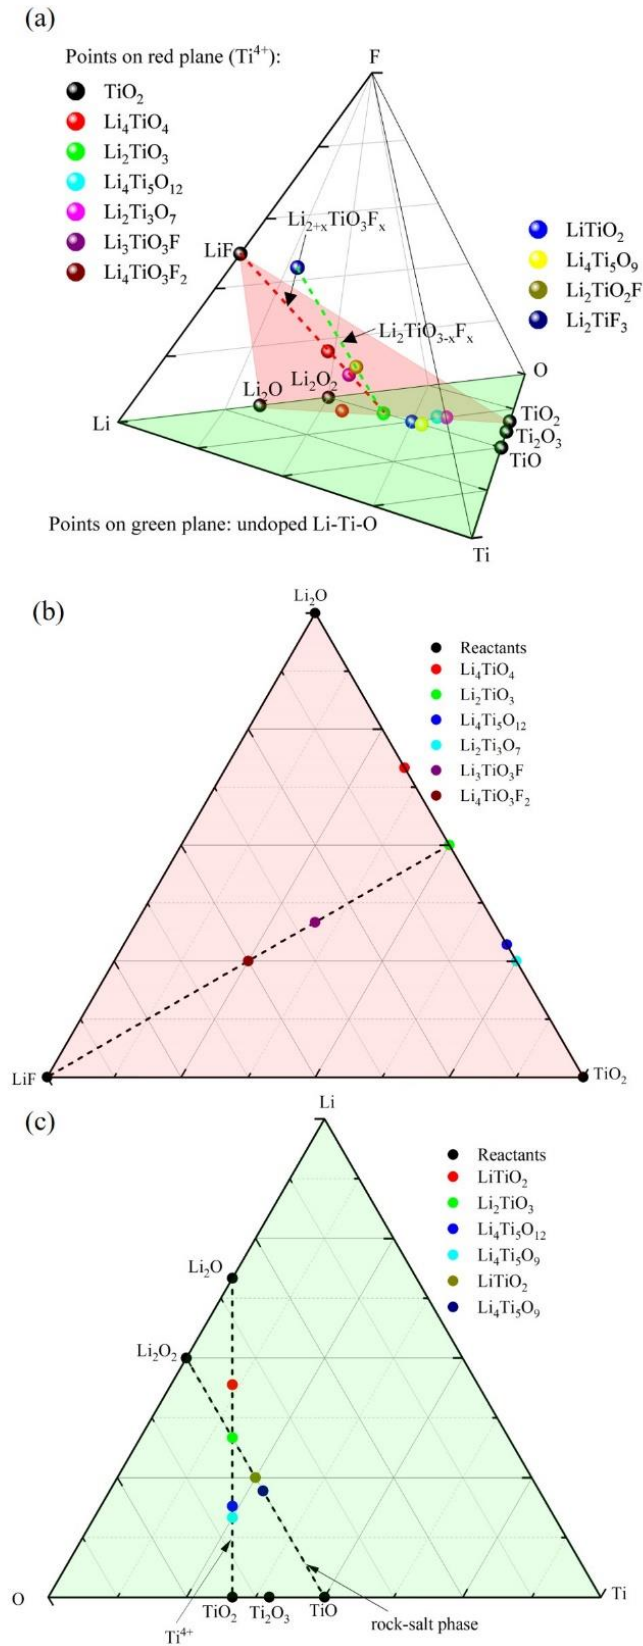 (a)
Points on red plane (Ti⁴⁺):
TiO₂
Li₄TiO₄
Li₂TiO₃
Li₄Ti₅O₁₂
Li₂Ti₃O₇
Li₃TiO₃F
Li₄TiO₃F₂
F
LiTiO₂
Li₄Ti₅O₉
Li₂TiO₂F
Li₂TiF₃
Li₂₊ₓTiO₃Fₓ
LiF
Li₂TiO₃₋ₓFₓ
O
Li₂O₂
Li₂O
Li
TiO₂
Ti₂O₃
TiO
Points on green plane: undoped Li-Ti-O
Ti
(b)
Li₂O
Reactants
Li₄TiO₄
Li₂TiO₃
Li₄Ti₅O₁₂
Li₂Ti₃O₇
Li₃TiO₃F
Li₄TiO₃F₂
LiF
TiO₂
(c)
Li
Reactants
LiTiO₂
Li₂TiO₃
Li₄Ti₅O₁₂
Li₄Ti₅O₉
LiTiO₂
Li₄Ti₅O₉
Li₂O
Li₂O₂
O
TiO₂
Ti₂O₃
TiO
Ti
Ti⁴⁺
rock-salt phase